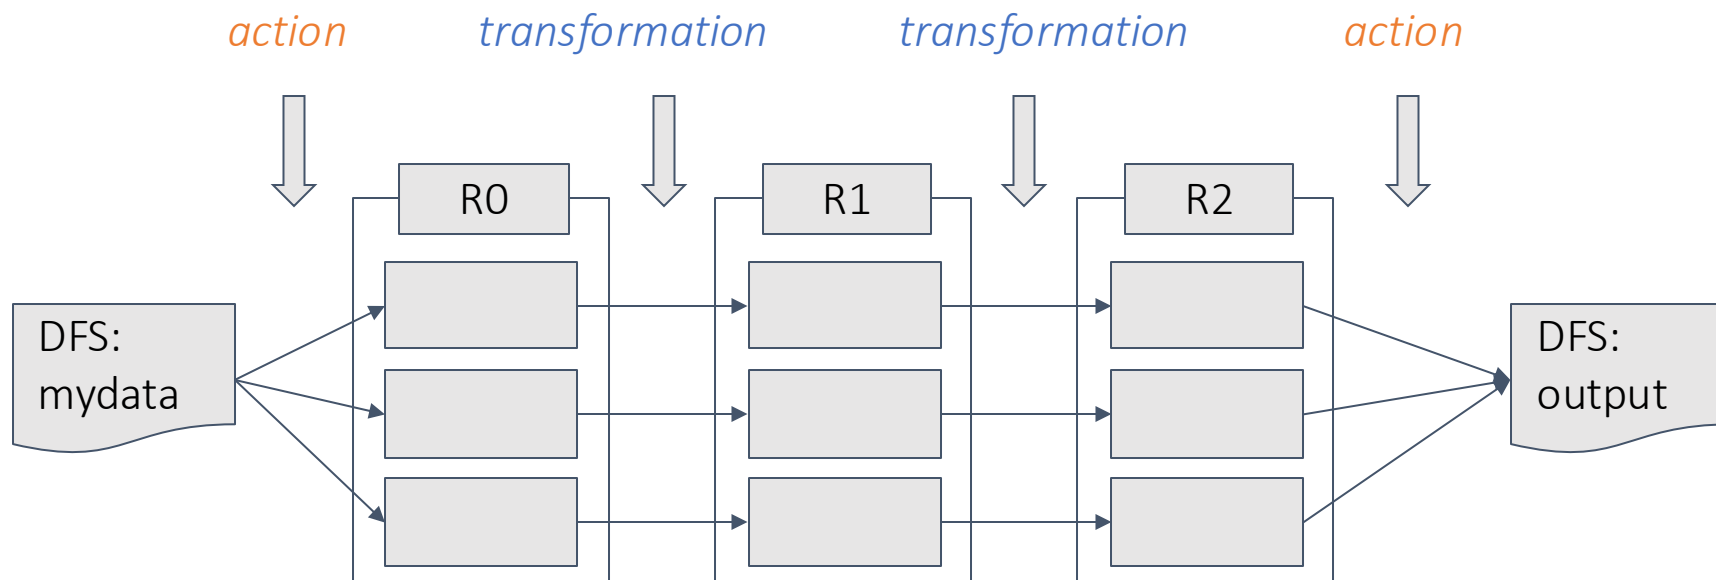 action
transformation
transformation
action
R0
R1
R2
DFS:
mydata
DFS:
output